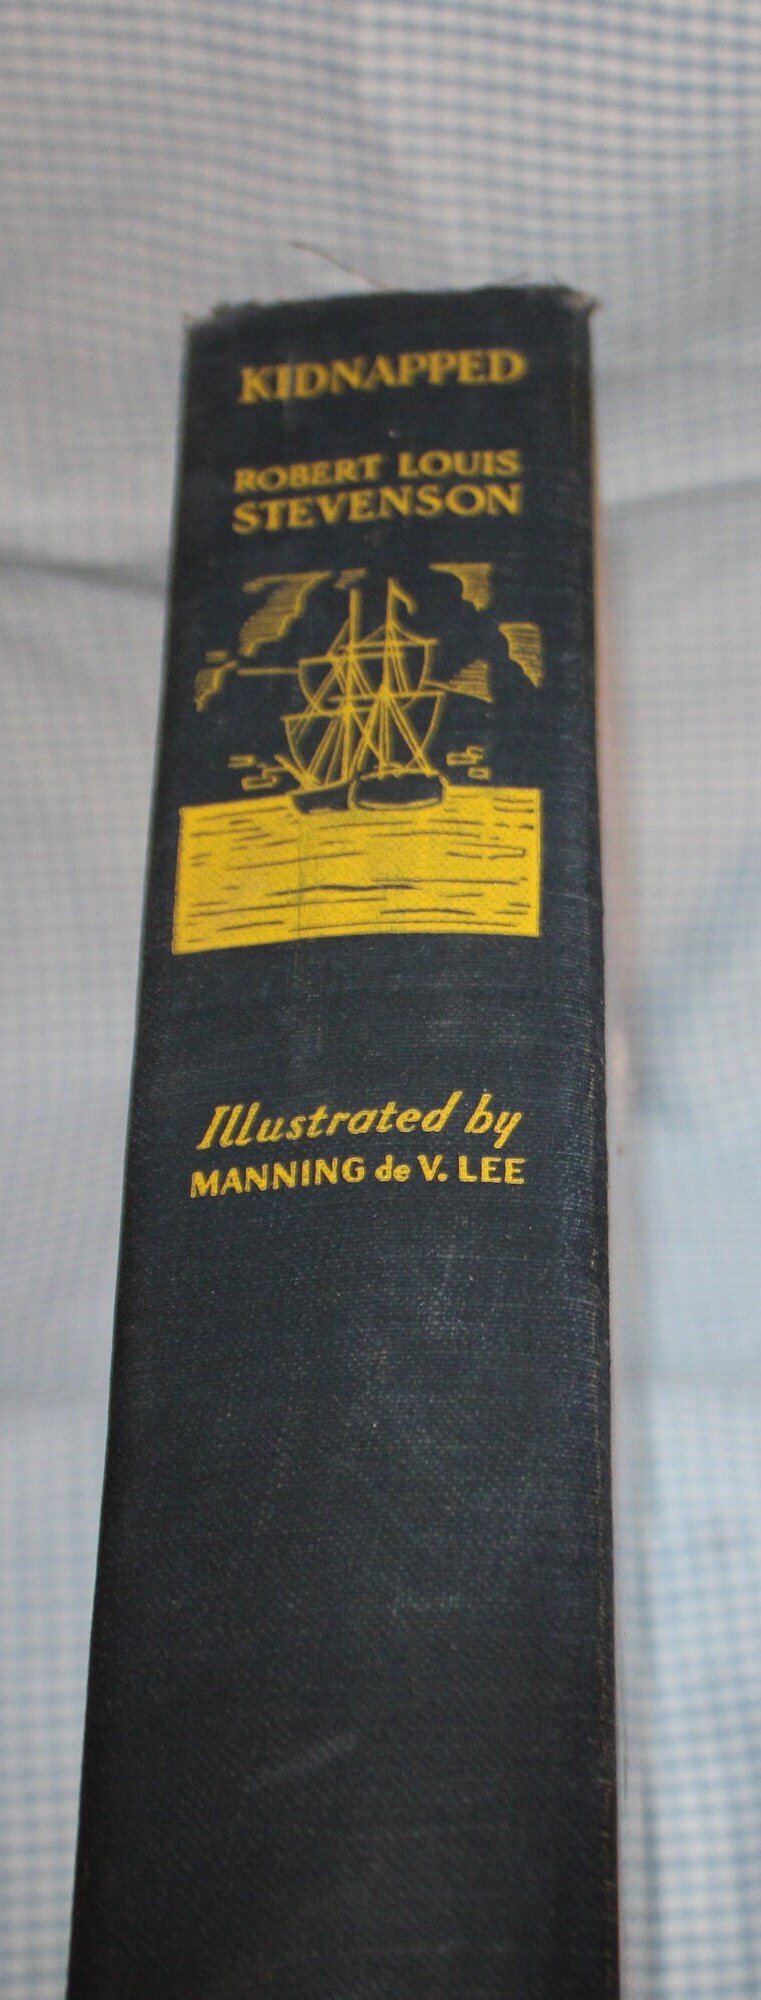 KIDNAPPED
ROBERT LOUIS
STEVENSON
Illustrated by
MANNING de V. LEE